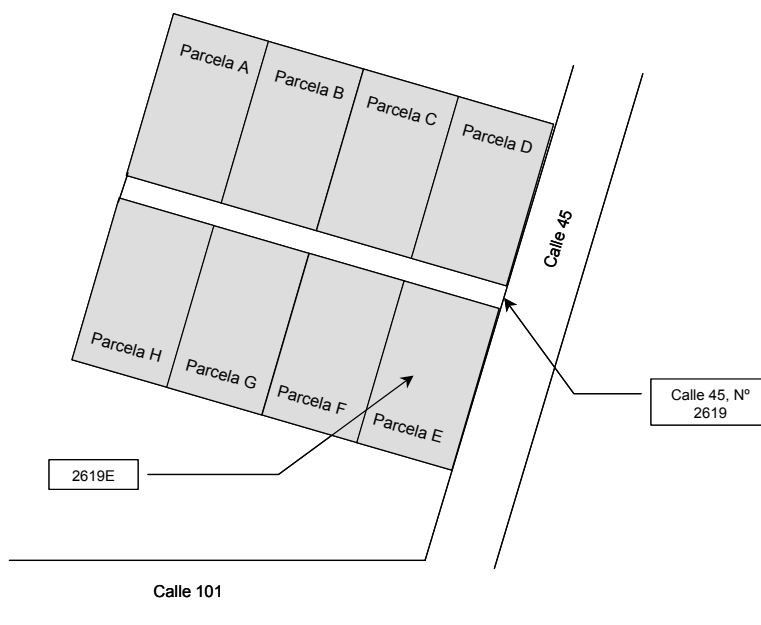 Parcela A
Parcela B
Parcela C
Parcela D
Calle 45
Parcela H
Parcela G
Parcela F
Parcela E
Calle 45, Nº
2619
2619E
Calle 101